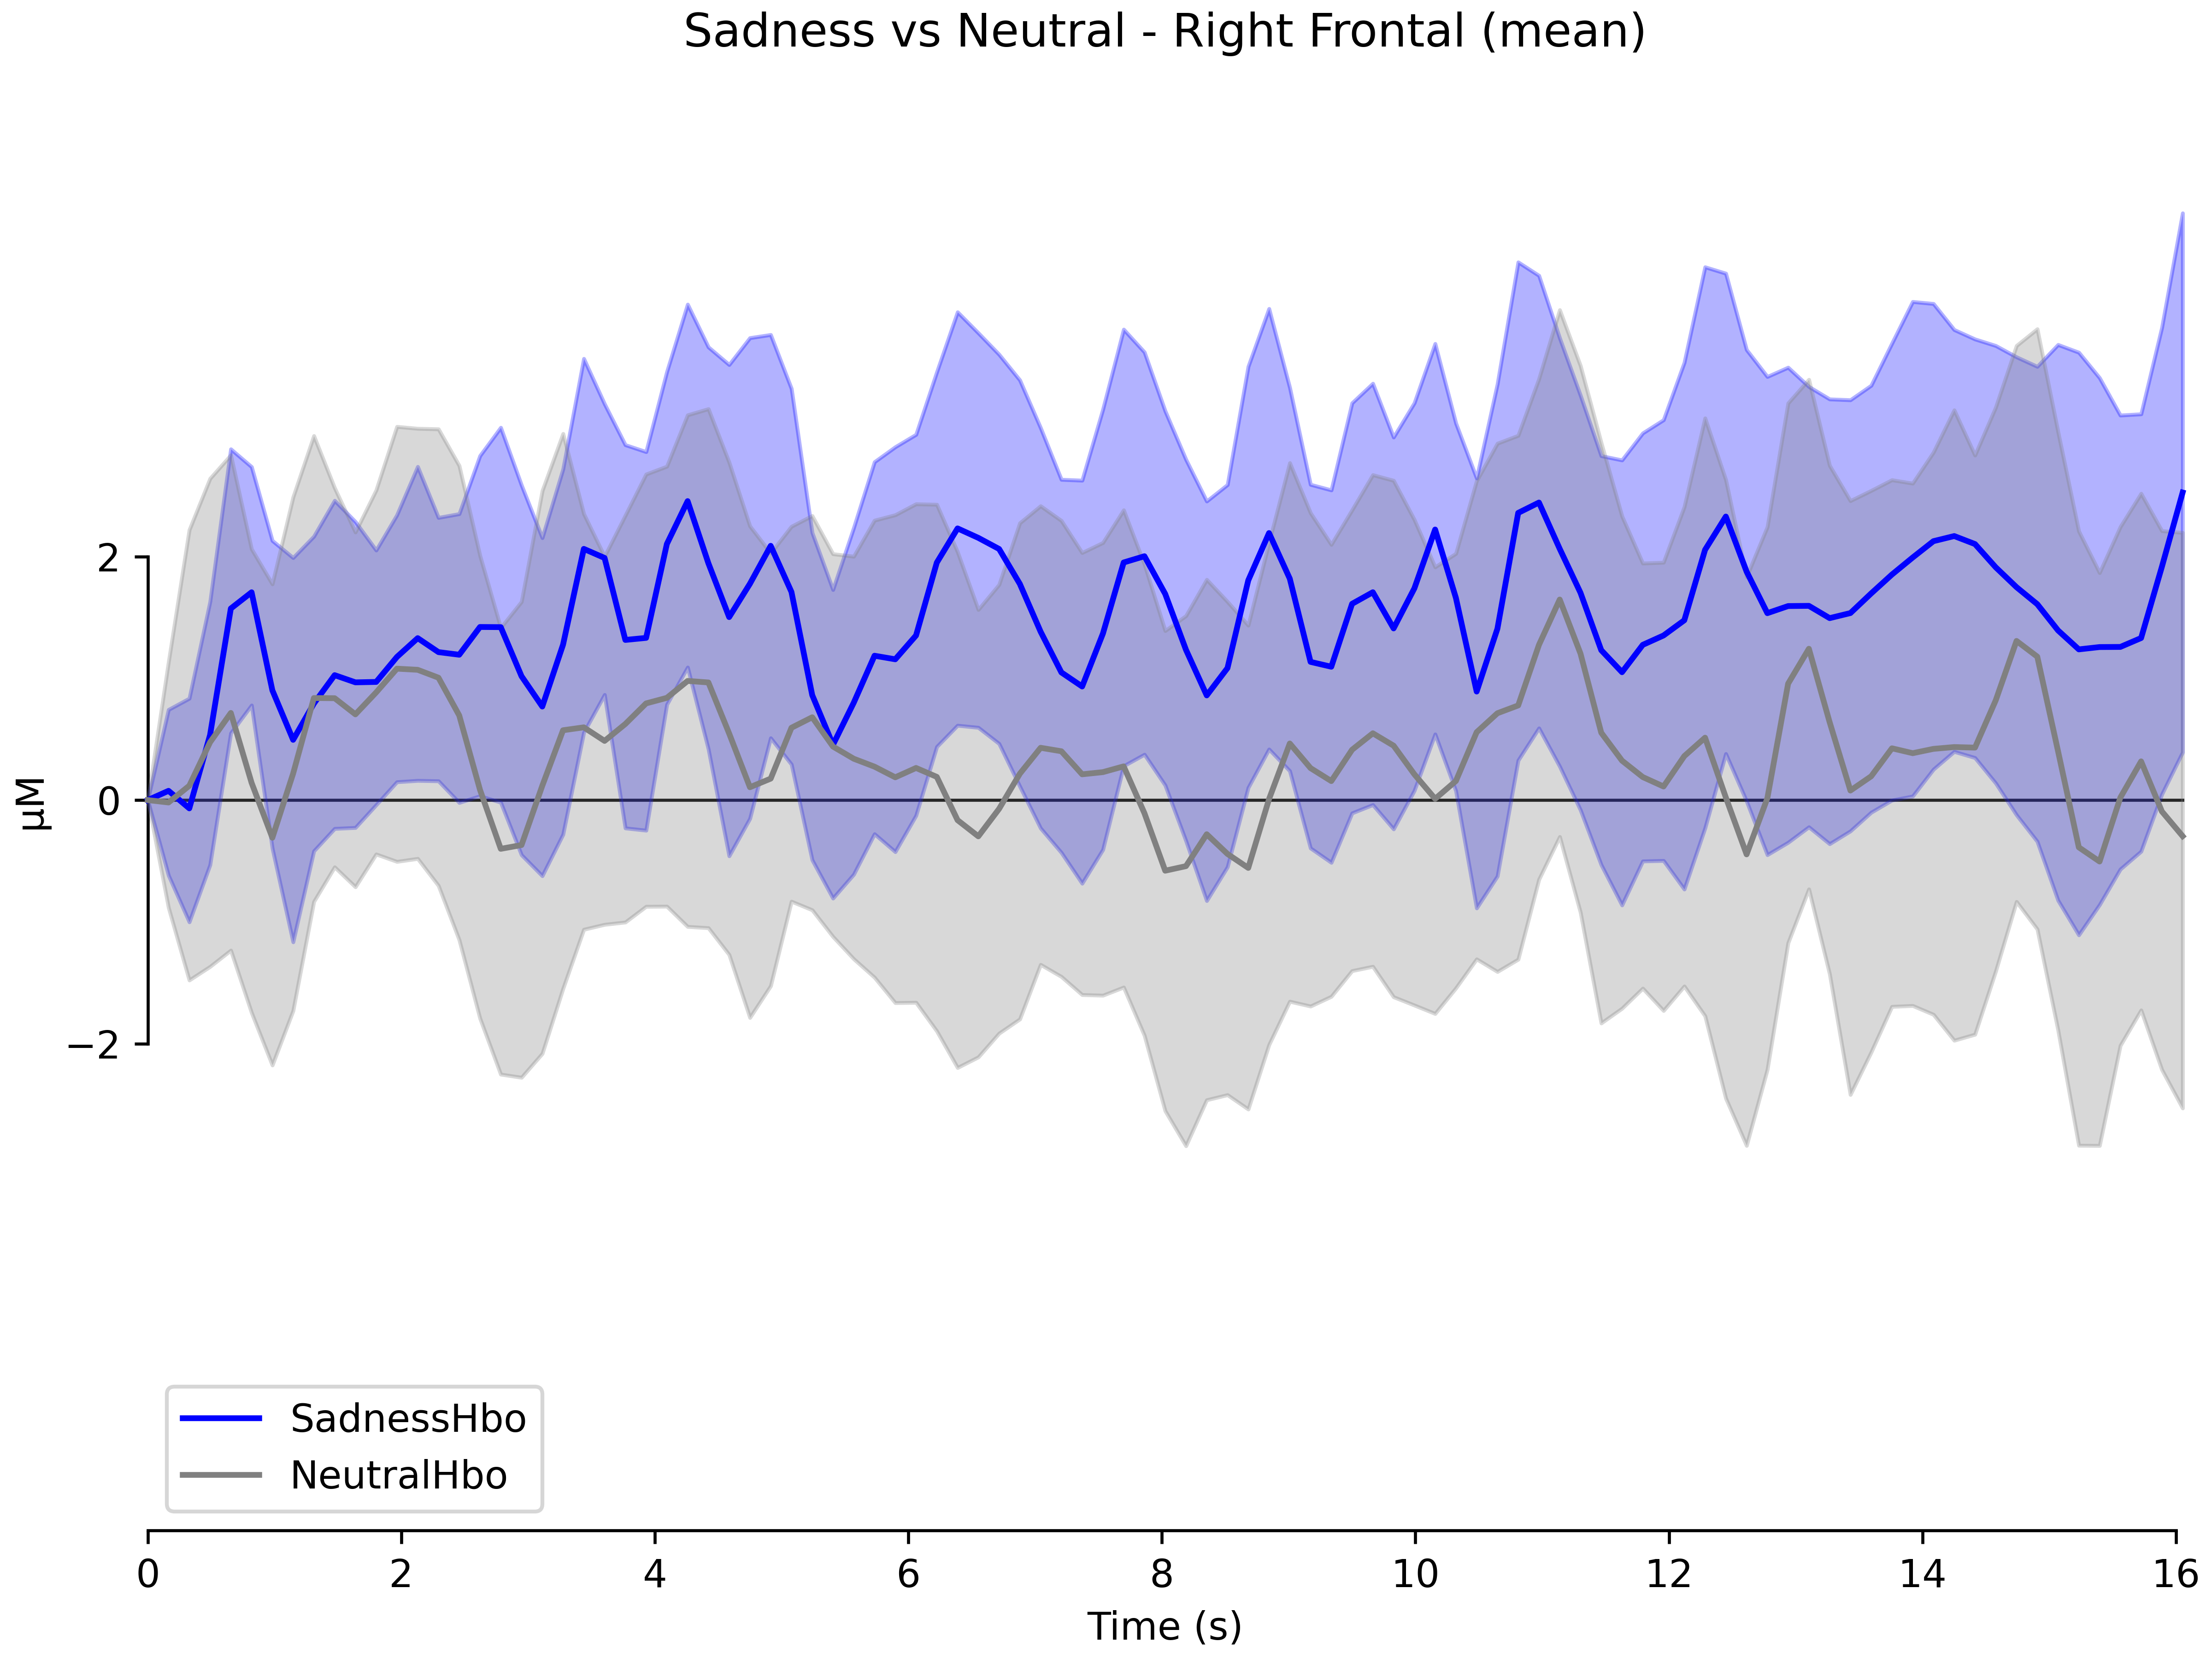 Sadness vs Neutral - Right Frontal (mean)
µM
2
0
−2
SadnessHbo
NeutralHbo
0 2 4 6 8 10 12 14 16
Time (s)